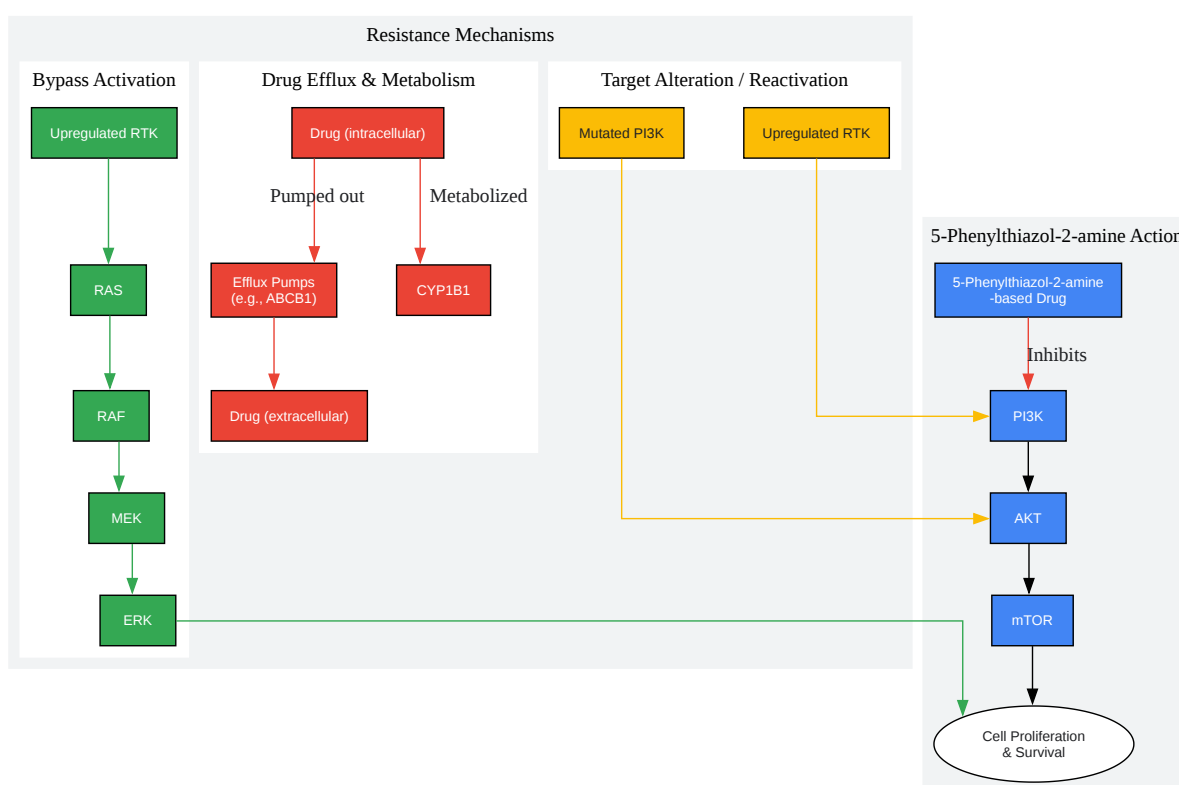 Resistance Mechanisms
Bypass Activation
Upregulated RTK
RAS
RAF
MEK
ERK
Drug Efflux & Metabolism
Drug (intracellular)
Pumped out
Metabolized
Efflux Pumps
(e.g., ABCB1)
CYP1B1
Drug (extracellular)
Target Alteration / Reactivation
Mutated PI3K
Upregulated RTK
5-Phenylthiazol-2-amine Action
5-Phenylthiazol-2-amine
-based Drug
Inhibits
PI3K
AKT
mTOR
Cell Proliferation
& Survival